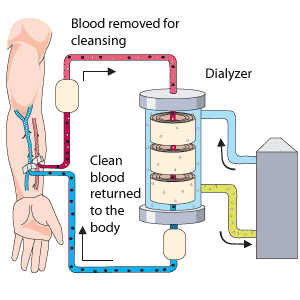 Blood removed for
cleansing
Dialyzer
Clean
blood
returned
to the
body